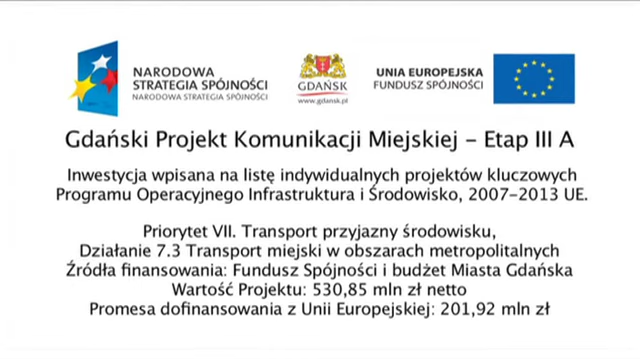 NARODOWA
STRATEGIA SPÓJNOŚCI
NARODOWA STRATEGIA SPÓJNOŚCI
GDAŃSK
www.gdansk.pl
UNIA EUROPEJSKA
FUNDUSZ SPÓJNOŚCI
Gdański Projekt Komunikacji Miejskiej – Etap III A
Inwestycja wpisana na listę indywidualnych projektów kluczowych
Programu Operacyjnego Infrastruktura i Środowisko, 2007–2013 UE.
Priorytet VII. Transport przyjazny środowisku,
Działanie 7.3 Transport miejski w obszarach metropolitalnych
Źródła finansowania: Fundusz Spójności i budżet Miasta Gdańska
Wartość Projektu: 530,85 mln zł netto
Promesa dofinansowania z Unii Europejskiej: 201,92 mln zł